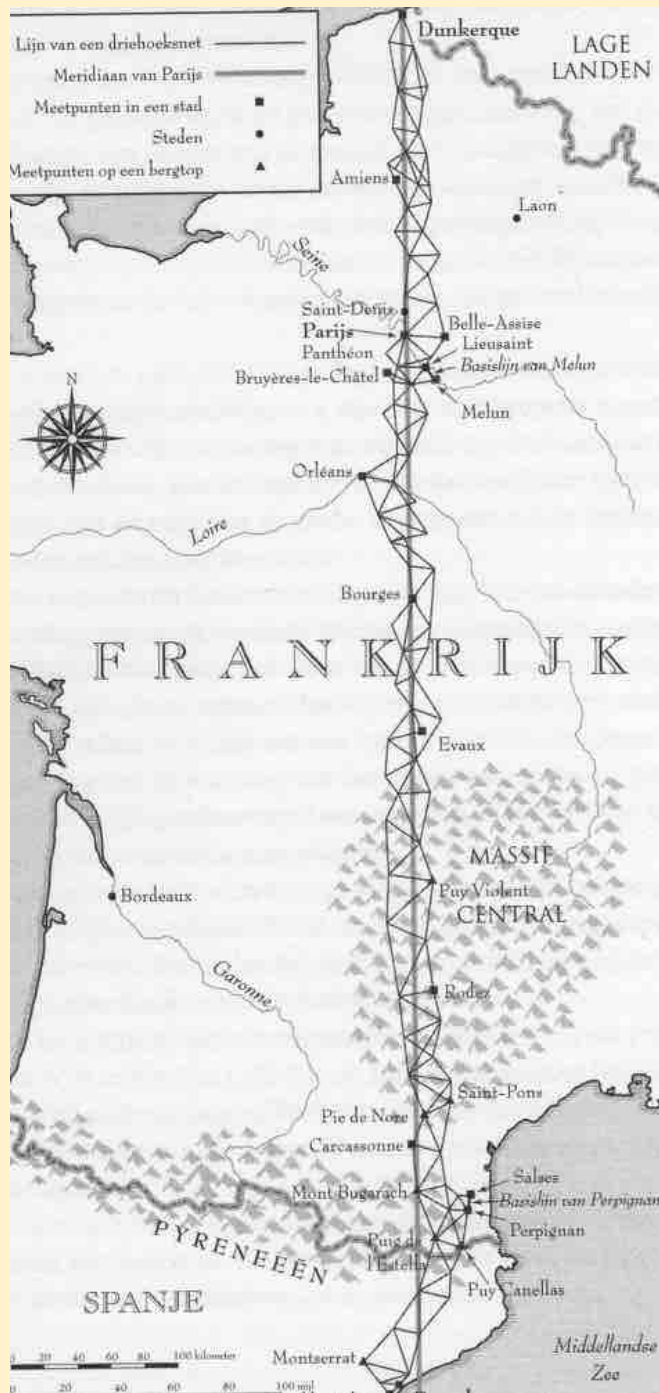 Lijn van een driehoeksnet
Meridiaan van Parijs
Meetpunten in een stad
Steden
Meetpunten op een bergtop
Dunkerque
LAGE
LANDEN
Amiens
Laon
Seine
Saint-Denis
Parijs
Panthéon
Belle-Assise
Lieusaint
Basislijn van Melun
Bruyères-le-Châtel
Melun
N
Orléans
Loire
Bourges
FRANKRIJK
Evaux
MASSIF
CENTRAL
Puy Violent
Bordeaux
Garonne
Rodez
Saint-Pons
Pie de Nore
Carcassonne
Salses
Mont Bugarach
Basislijn van Perpignan
Perpignan
PYRENEEËN
Puig de
l'Estella
Puy Canellas
SPANJE
0 20 40 60 80 100 kilometer
Montserrat
Middellandse
Zee
20 40 60 80 100 mijl